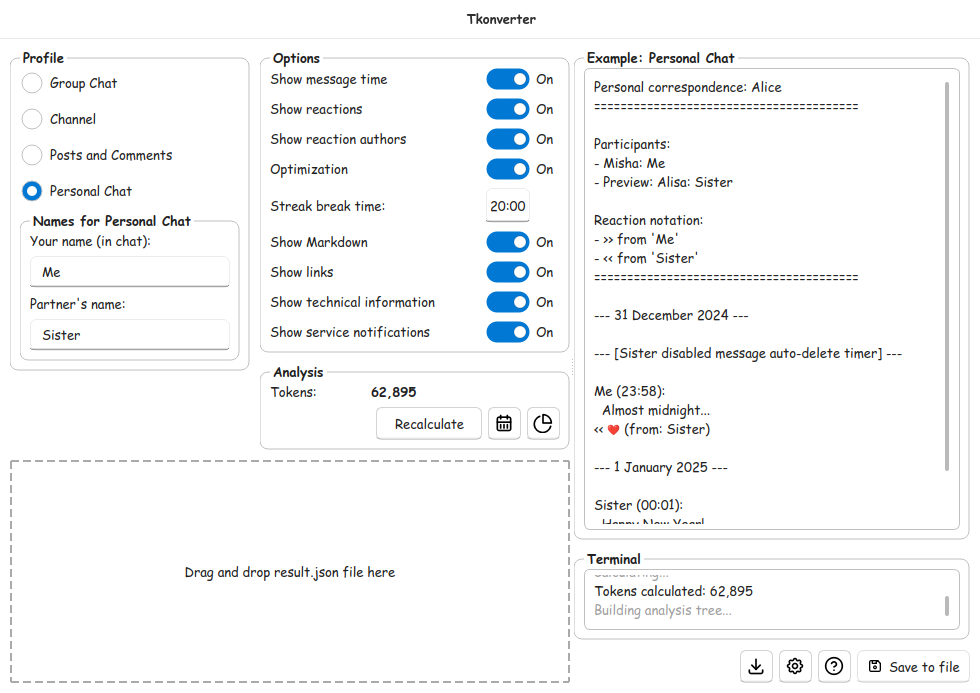 Tkonverter
Profile
Group Chat
Channel
Posts and Comments
Personal Chat
Names for Personal Chat
Your name (in chat):
Me
Partner's name:
Sister
Options
Show message time On
Show reactions On
Show reaction authors On
Optimization On
Streak break time: 20:00
Show Markdown On
Show links On
Show technical information On
Show service notifications On
Analysis
Tokens: 62,895
Recalculate
Drag and drop result.json file here
Example: Personal Chat
Personal correspondence: Alice
========================================
Participants:
- Misha: Me
- Preview: Alisa: Sister
Reaction notation:
- >> from 'Me'
- << from 'Sister'
========================================
--- 31 December 2024 ---
--- [Sister disabled message auto-delete timer] ---
Me (23:58):
Almost midnight...
<< ❤️ (from: Sister)
--- 1 January 2025 ---
Sister (00:01):
Happy New Year!
Terminal
Calculating...
Tokens calculated: 62,895
Building analysis tree...
Save to file